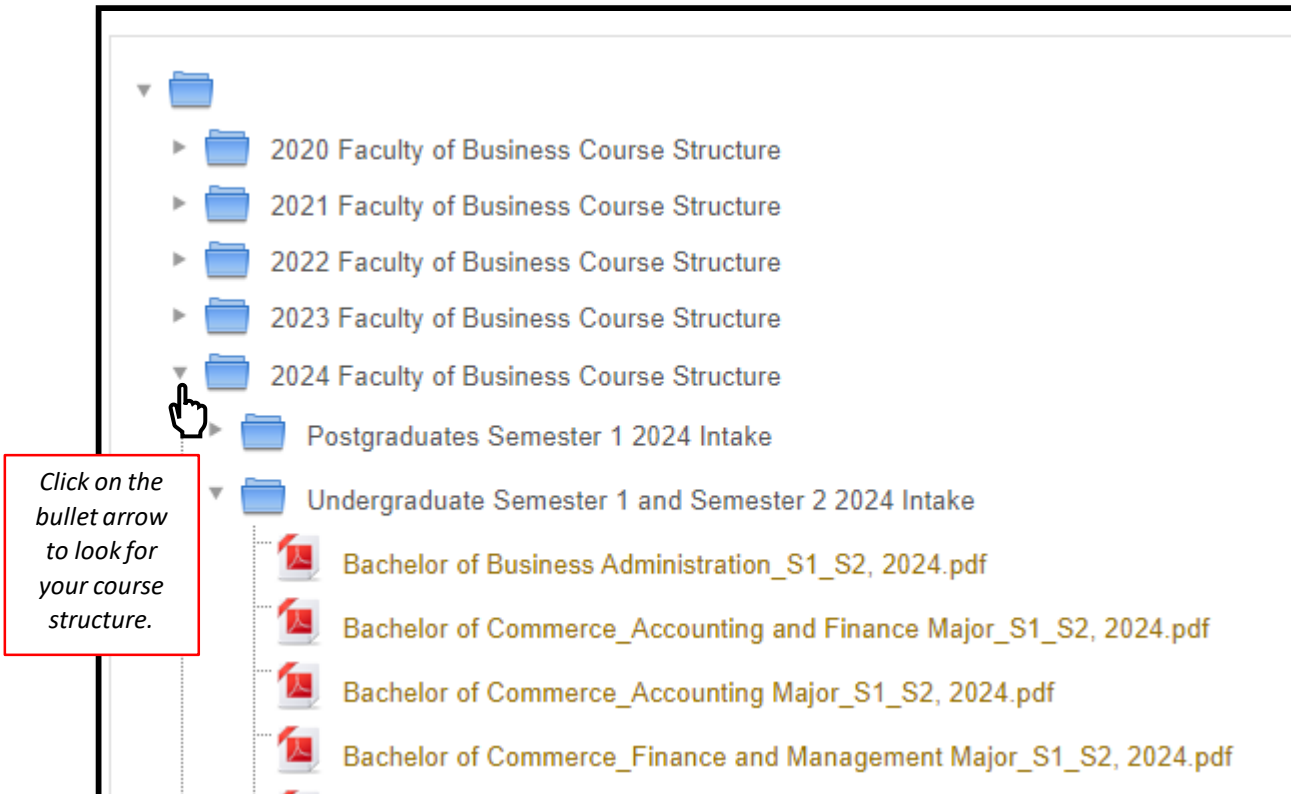 2020 Faculty of Business Course Structure
2021 Faculty of Business Course Structure
2022 Faculty of Business Course Structure
2023 Faculty of Business Course Structure
2024 Faculty of Business Course Structure
Postgraduates Semester 1 2024 Intake
Click on the
bullet arrow
to look for
your course
structure.
Undergraduate Semester 1 and Semester 2 2024 Intake
Bachelor of Business Administration_S1_S2, 2024.pdf
Bachelor of Commerce_Accounting and Finance Major_S1_S2, 2024.pdf
Bachelor of Commerce_Accounting Major_S1_S2, 2024.pdf
Bachelor of Commerce_Finance and Management Major_S1_S2, 2024.pdf